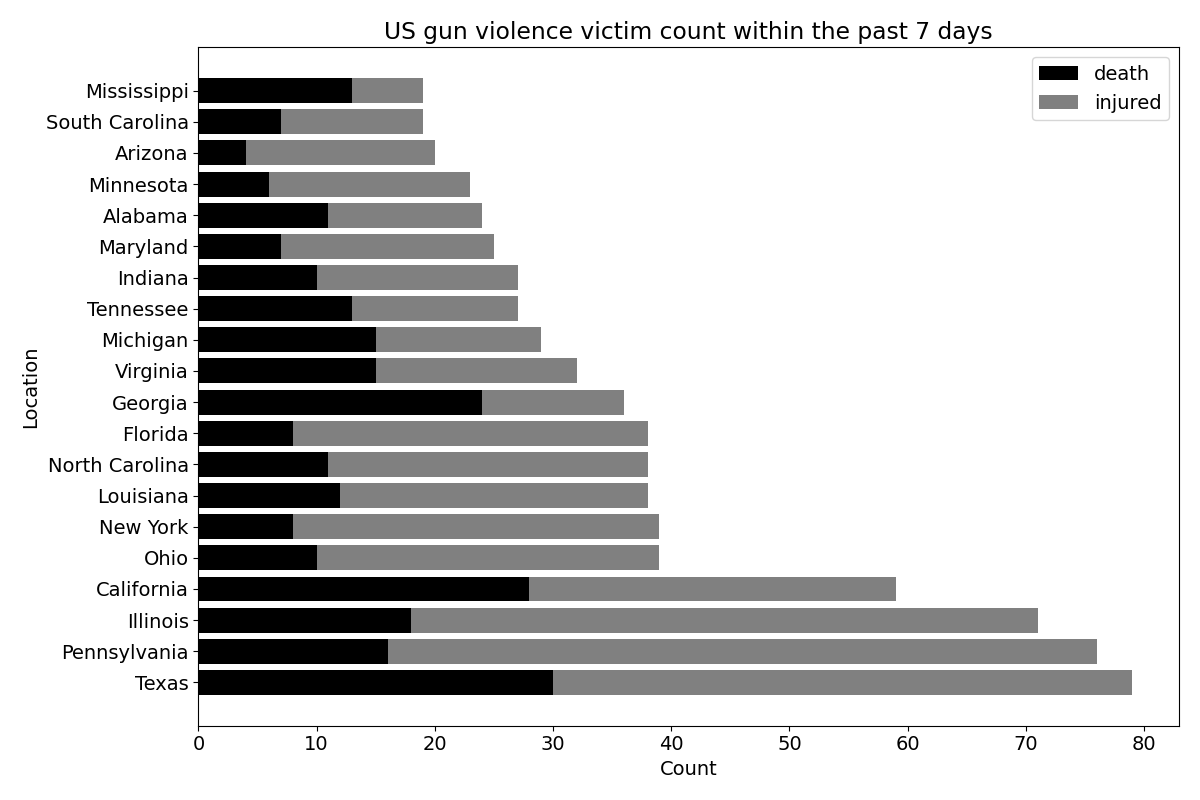 US gun violence victim count within the past 7 days
death
injured
Location
Mississippi
South Carolina
Arizona
Minnesota
Alabama
Maryland
Indiana
Tennessee
Michigan
Virginia
Georgia
Florida
North Carolina
Louisiana
New York
Ohio
California
Illinois
Pennsylvania
Texas
0 10 20 30 40 50 60 70 80
Count